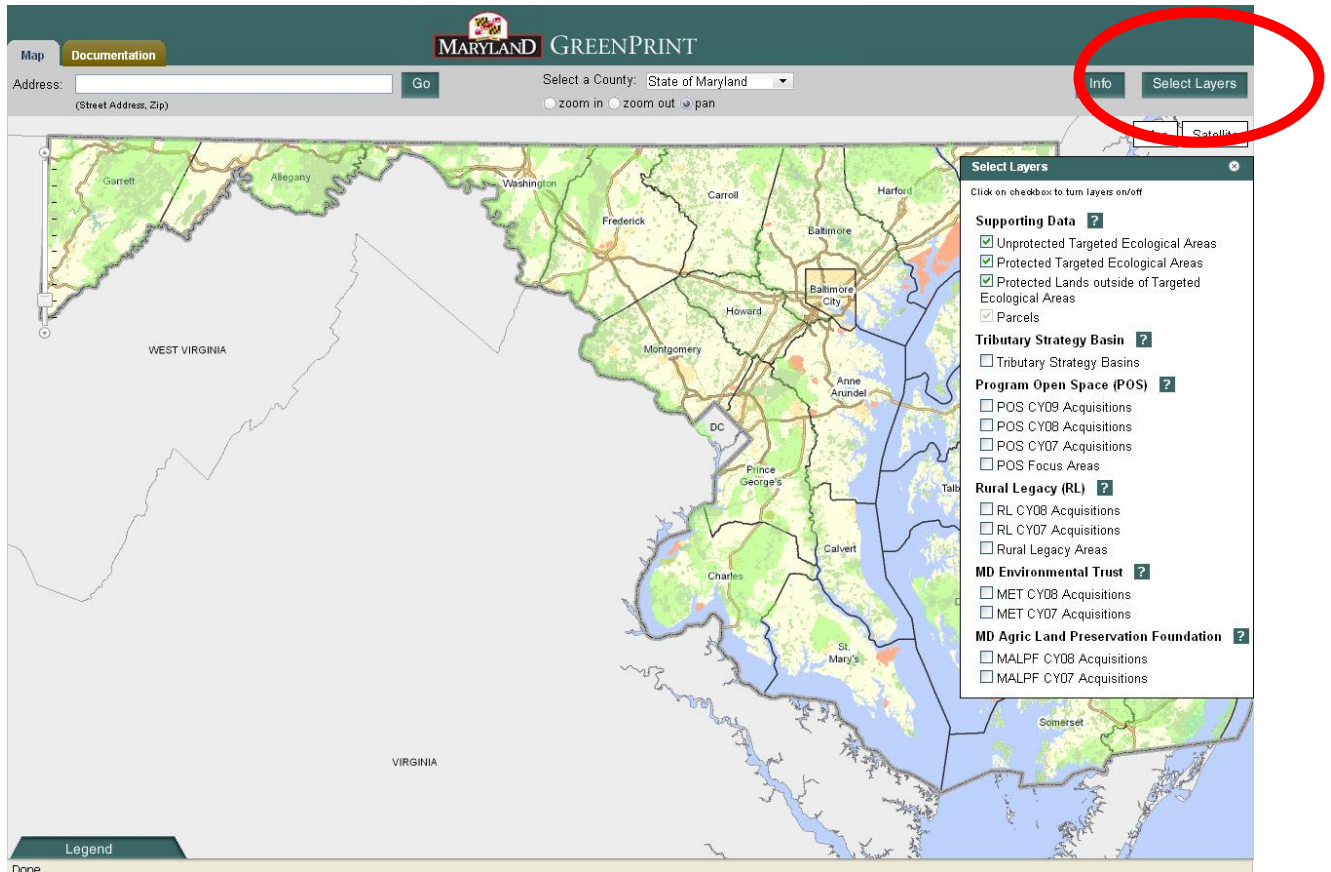 MARYLAND GREENPRINT
Map Documentation
Address: Go Select a County: State of Maryland Info Select Layers
(Street Address, Zip) zoom in zoom out pan
Satellite
Garrett
Allegany
Washington
Frederick
Carroll
Baltimore
Harford
Baltimore
City
Howard
Montgomery
Anne
Arundel
DC
Prince
George's
Talb
Calvert
Charles
St.
Mary's
Somerset
WEST VIRGINIA
VIRGINIA
Select Layers
Click on checkbox to turn layers on/off
Supporting Data ?
Unprotected Targeted Ecological Areas
Protected Targeted Ecological Areas
Protected Lands outside of Targeted
Ecological Areas
Parcels
Tributary Strategy Basin ?
Tributary Strategy Basins
Program Open Space (POS) ?
POS CY09 Acquisitions
POS CY08 Acquisitions
POS CY07 Acquisitions
POS Focus Areas
Rural Legacy (RL) ?
RL CY08 Acquisitions
RL CY07 Acquisitions
Rural Legacy Areas
MD Environmental Trust ?
MET CY08 Acquisitions
MET CY07 Acquisitions
MD Agric Land Preservation Foundation ?
MALPF CY08 Acquisitions
MALPF CY07 Acquisitions
Legend
Done